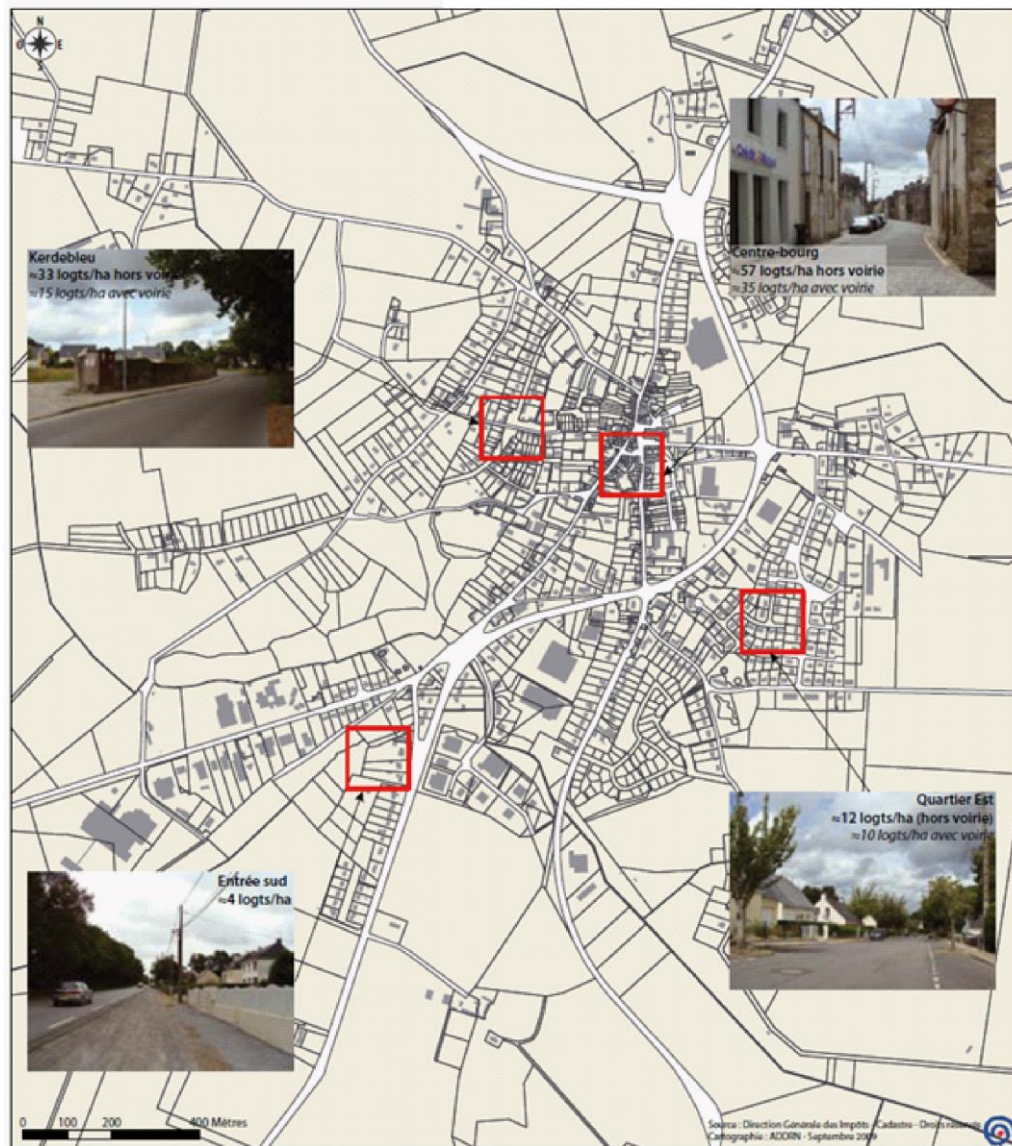 N
E
S
Centre-bourg
≈57 logts/ha hors voirie
≈35 logts/ha avec voirie
Kerdebleu
≈33 logts/ha hors voirie
≈15 logts/ha avec voirie
Quartier Est
≈12 logts/ha (hors voirie)
≈10 logts/ha avec voirie
Entrée sud
≈4 logts/ha
0 100 200 400 Mètres
Source : Direction Générale des Impôts - Cadastre - Droits réservés
Cartographie : ADDRN - Septembre